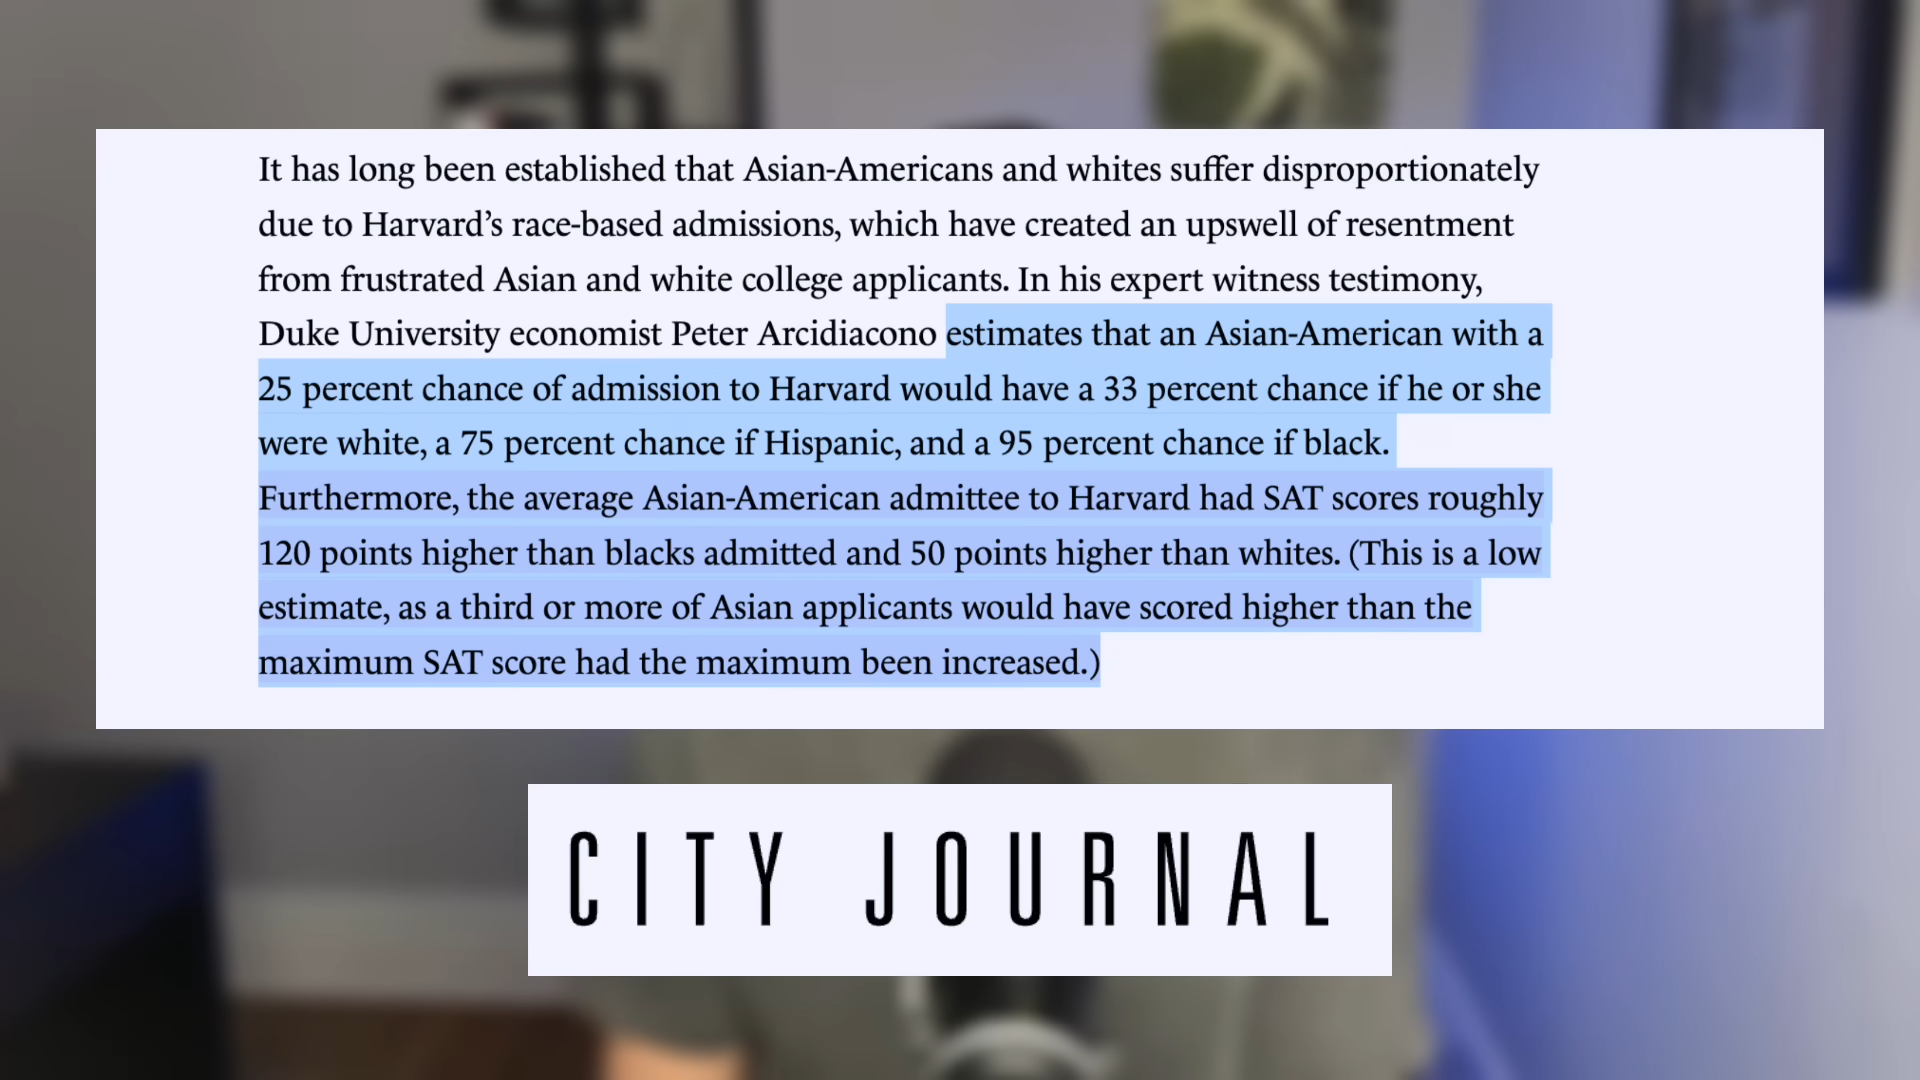 It has long been established that Asian-Americans and whites suffer disproportionately
due to Harvard’s race-based admissions, which have created an upswell of resentment
from frustrated Asian and white college applicants. In his expert witness testimony,
Duke University economist Peter Arcidiacono estimates that an Asian-American with a
25 percent chance of admission to Harvard would have a 33 percent chance if he or she
were white, a 75 percent chance if Hispanic, and a 95 percent chance if black.
Furthermore, the average Asian-American admittee to Harvard had SAT scores roughly
120 points higher than blacks admitted and 50 points higher than whites. (This is a low
estimate, as a third or more of Asian applicants would have scored higher than the
maximum SAT score had the maximum been increased.)
CITY JOURNAL